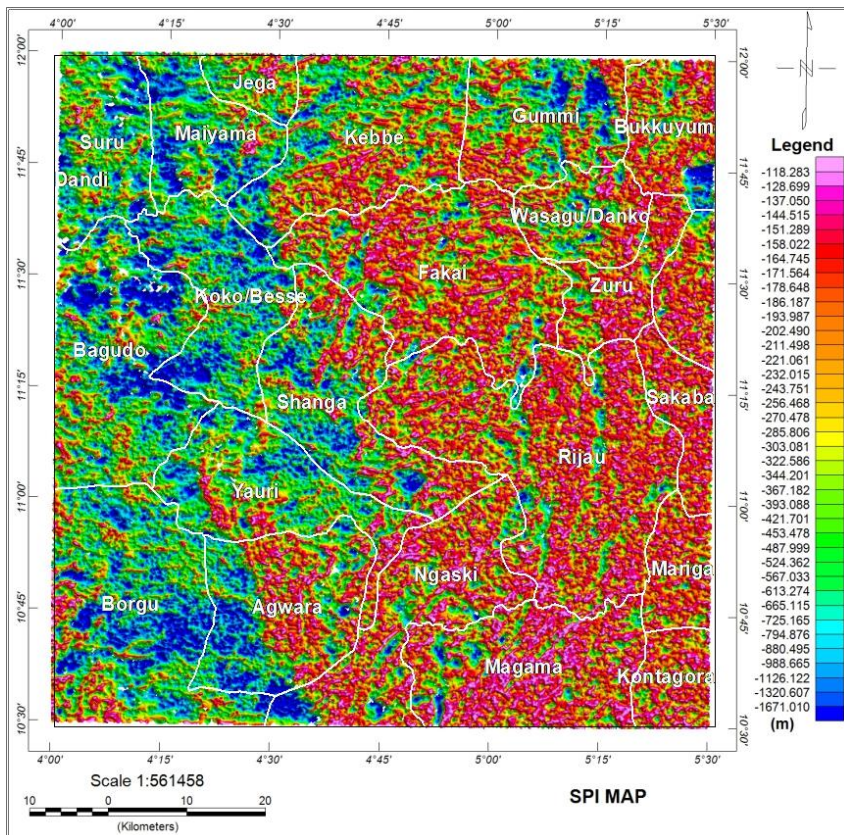 4°00' 4°15' 4°30' 4°45' 5°00' 5°15' 5°30'
12°00' 12°00'
N
Jega
Gummi
Suru Maiyama Kebbe Bukkuyum
Legend
11°45' 11°45'
Dandi
Wasagu/Danko
Fakai
11°30' Zuru 11°30'
Koko/Besse
Bagudo
11°15' Shanga Sakaba 11°15'
Rijau
Yauri
11°00' 11°00'
Ngaski Mariga
Borgu Agwara
10°45' 10°45'
Magama Kontagora
10°30' 10°30'
4°00' 4°15' 4°30' 4°45' 5°00' 5°15' 5°30'
-118.283
-128.699
-137.050
-144.515
-151.289
-158.022
-164.745
-171.564
-178.648
-186.187
-193.987
-202.490
-211.498
-221.061
-232.015
-243.751
-256.468
-270.478
-285.806
-303.081
-322.586
-344.201
-367.182
-393.088
-421.701
-453.478
-487.999
-524.362
-567.033
-613.274
-665.115
-725.165
-794.876
-880.495
-988.665
-1126.122
-1320.607
-1671.010
(m)
Scale 1:561458
10 0 10 20
(Kilometers)
SPI MAP